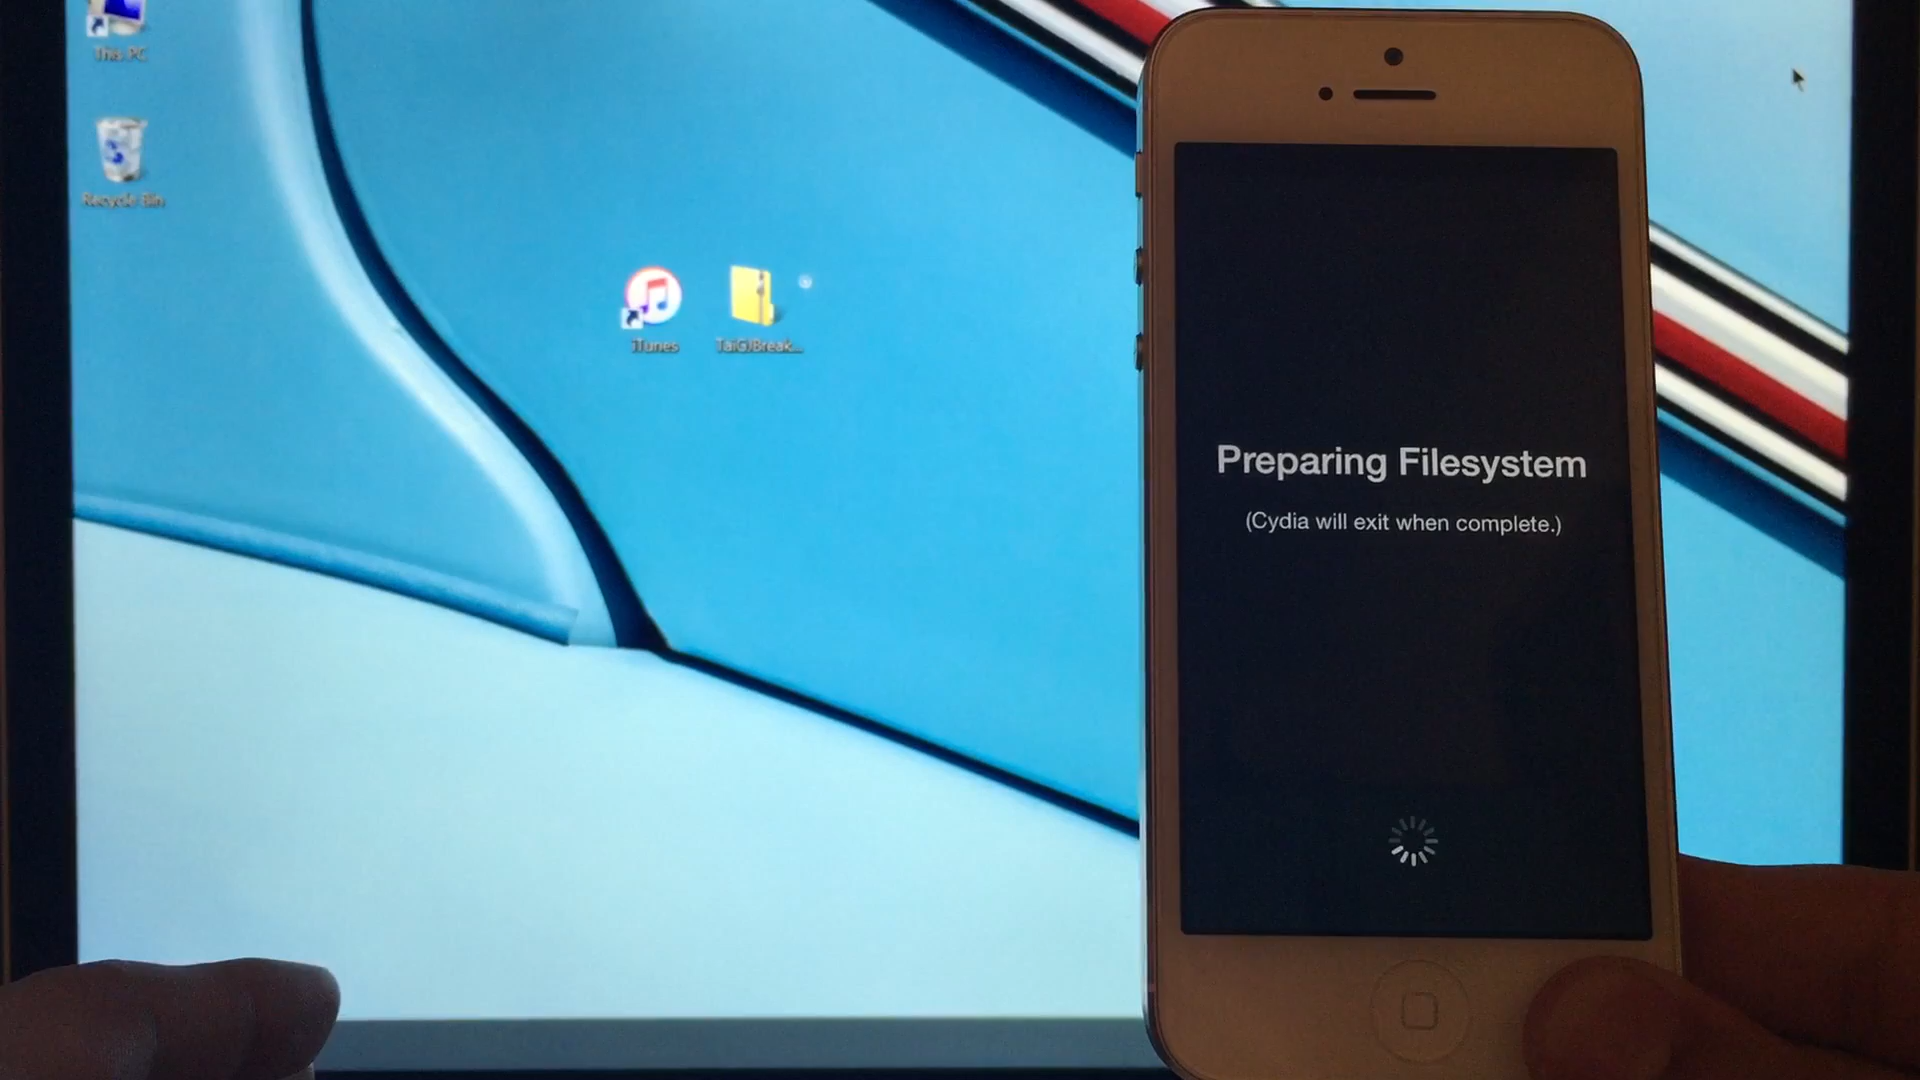 This PC
Recycle Bin
iTunes
TaiGJBreak...
Preparing Filesystem
(Cydia will exit when complete.)